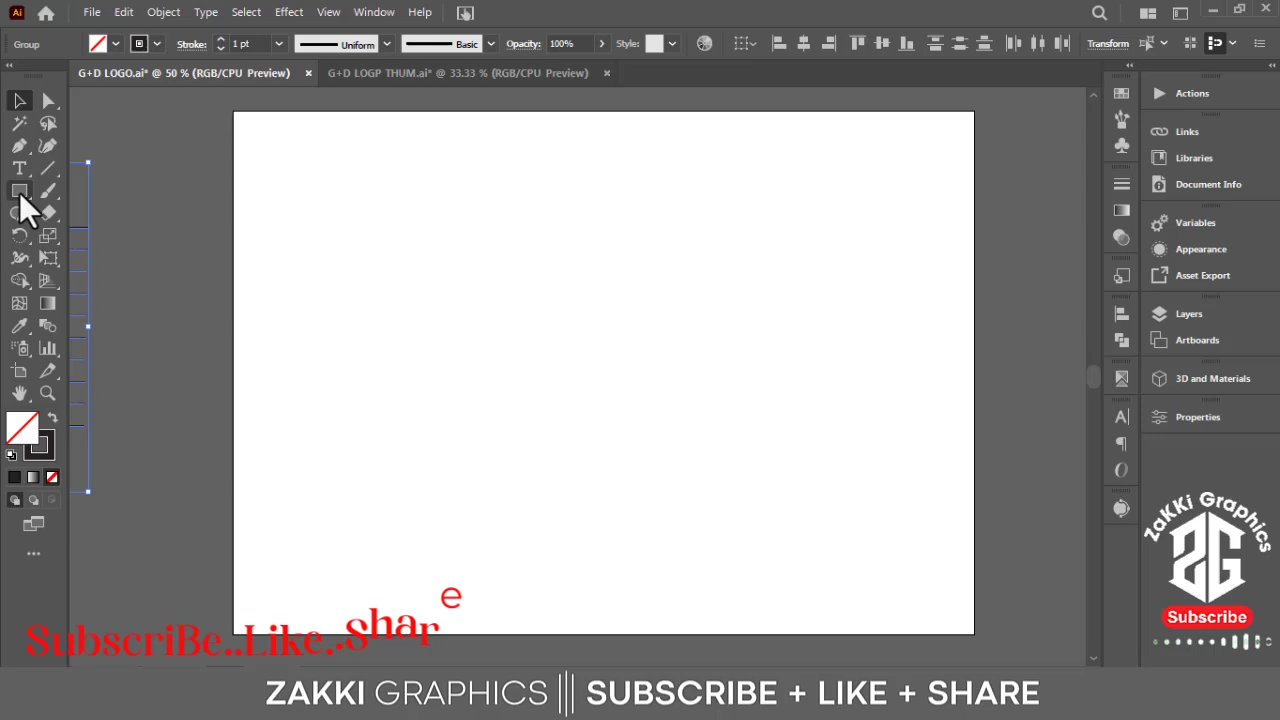 Ai File Edit Object Type Select Effect View Window Help
Group Stroke: 1 pt Uniform Basic Opacity: 100% Style: Transform
G+D LOGO.ai* @ 50 % (RGB/CPU Preview) × G+D LOGP THUM.ai* @ 33.33 % (RGB/CPU Preview) ×
Actions
Links
Libraries
Document Info
Variables
Appearance
Asset Export
Layers
Artboards
3D and Materials
Properties
ZaKKi Graphics
ZG
Subscribe
SubscriBe..Like..Share
ZAKKI GRAPHICS ||| SUBSCRIBE + LIKE + SHARE